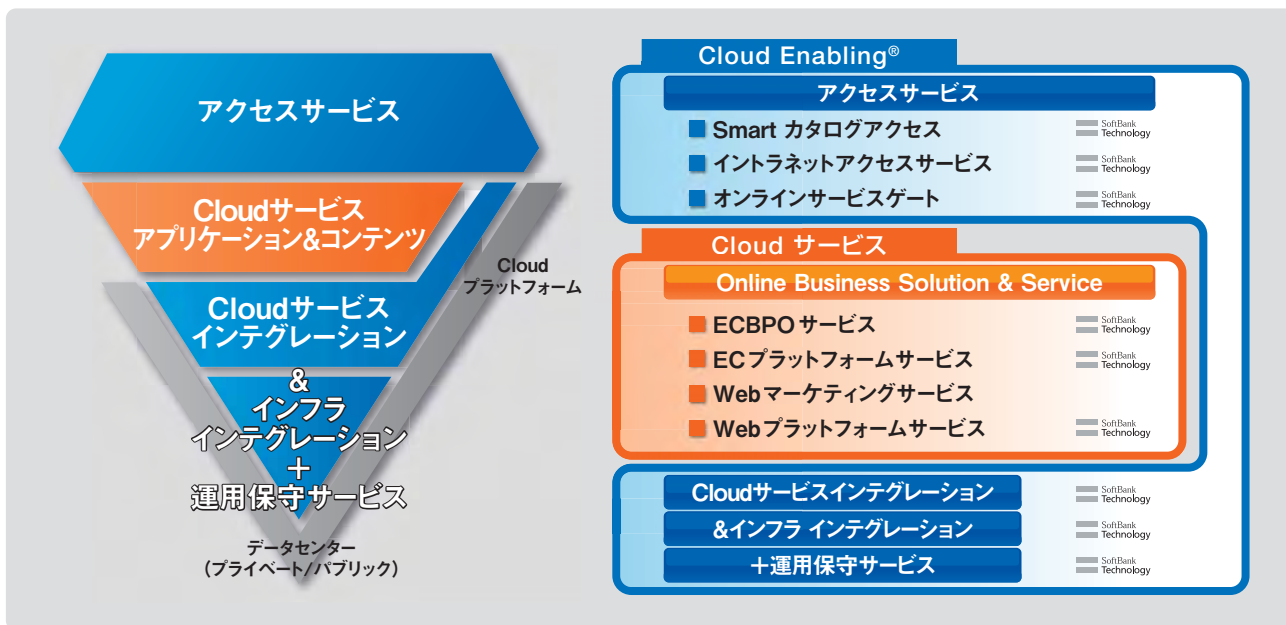 アクセスサービス
Cloudサービス
アプリケーション&コンテンツ
Cloudサービス
インテグレーション
&
インフラ
インテグレーション
＋
運用保守サービス
Cloud
プラットフォーム
データセンター
（プライベート/パブリック）
Cloud Enabling®
アクセスサービス
Smart カタログアクセス
SoftBank
Technology
イントラネットアクセスサービス
SoftBank
Technology
オンラインサービスゲート
SoftBank
Technology
Cloud サービス
Online Business Solution & Service
ECBPOサービス
SoftBank
Technology
ECプラットフォームサービス
SoftBank
Technology
Webマーケティングサービス
Webプラットフォームサービス
SoftBank
Technology
Cloudサービスインテグレーション
SoftBank
Technology
&インフラ インテグレーション
SoftBank
Technology
＋運用保守サービス
SoftBank
Technology